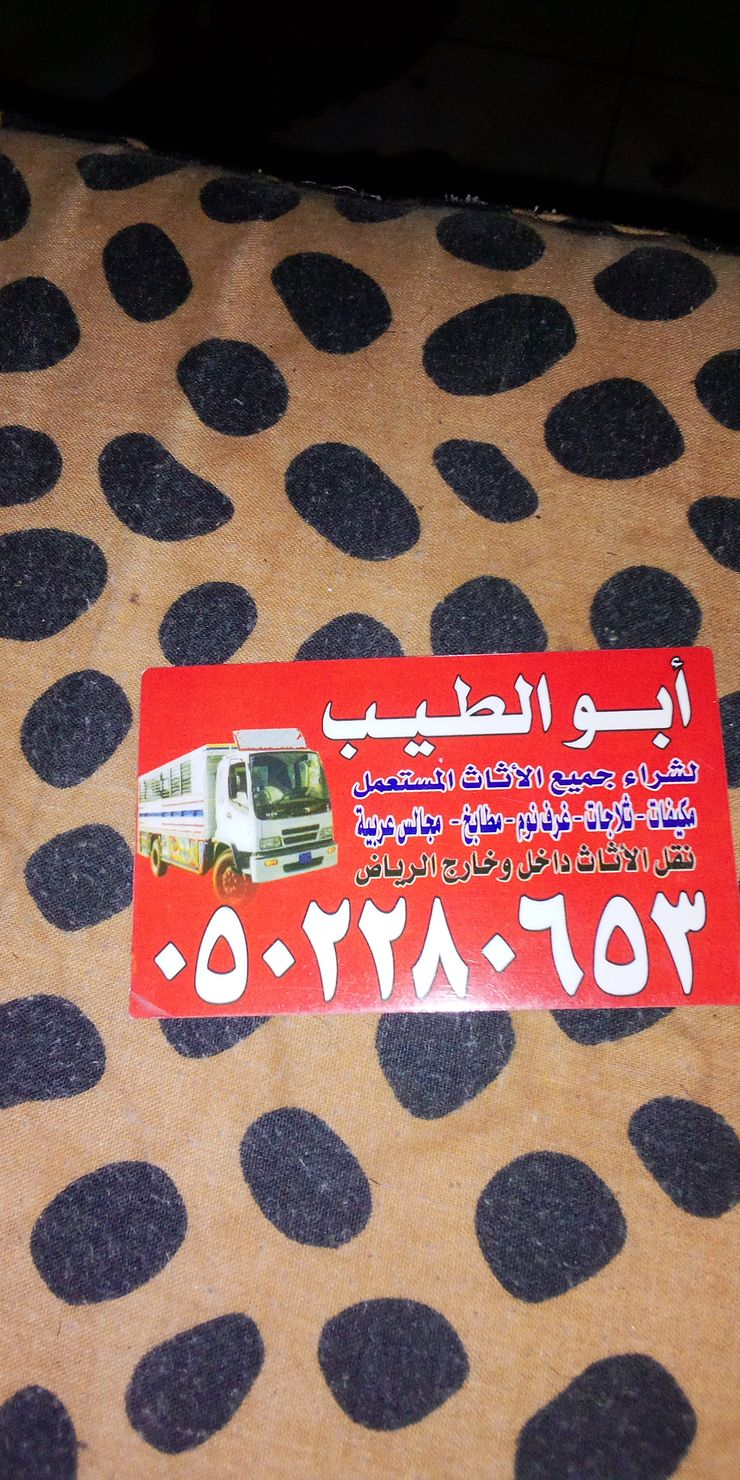 أبو الطيب
لشراء جميع الأثاث المستعمل
مكيفات - ثلاجات - غرف نوم - مطابخ - مجالس عربية
نقل الأثاث داخل وخارج الرياض
٠٥٠٢٢٨٠٦٥٣